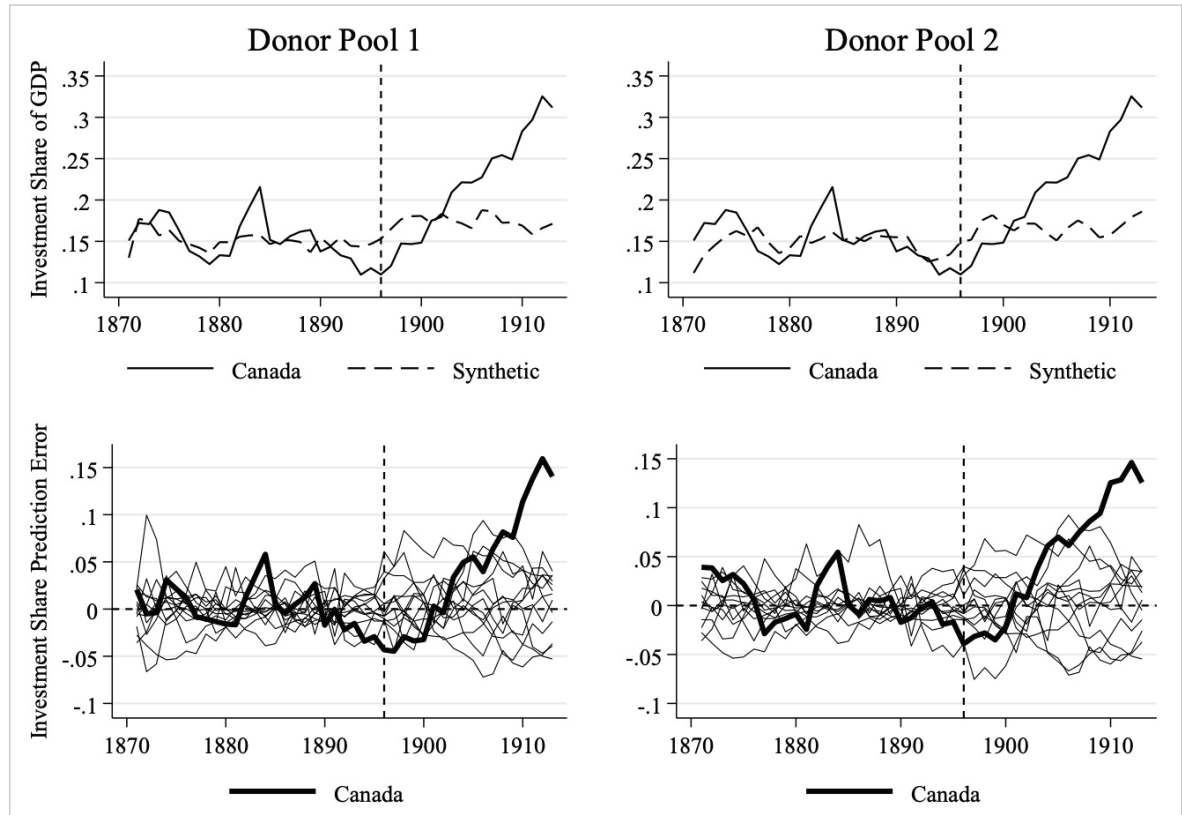 Donor Pool 1
Investment Share of GDP
.35
.3
.25
.2
.15
.1
1870 1880 1890 1900 1910
Canada Synthetic
Donor Pool 2
.35
.3
.25
.2
.15
.1
1870 1880 1890 1900 1910
Canada Synthetic
Investment Share Prediction Error
.15
.1
.05
0
-.05
-.1
1870 1880 1890 1900 1910
Canada
.15
.1
.05
0
-.05
-.1
1870 1880 1890 1900 1910
Canada